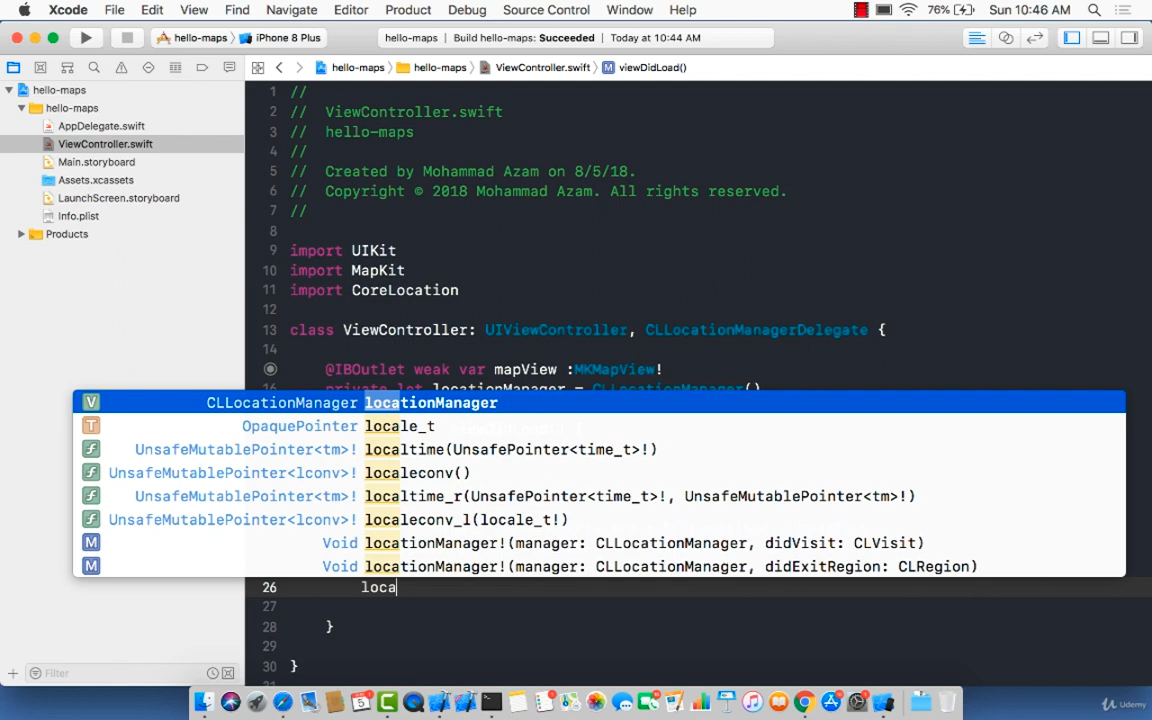 Xcode File Edit View Find Navigate Editor Product Debug Source Control Window Help 76% Sun 10:46 AM
hello-maps iPhone 8 Plus hello-maps | Build hello-maps: Succeeded | Today at 10:44 AM
hello-maps hello-maps ViewController.swift M viewDidLoad()
hello-maps
hello-maps
AppDelegate.swift
ViewController.swift
Main.storyboard
Assets.xcassets
LaunchScreen.storyboard
Info.plist
Products
1 //
2 // ViewController.swift
3 // hello-maps
4 //
5 // Created by Mohammad Azam on 8/5/18.
6 // Copyright © 2018 Mohammad Azam. All rights reserved.
7 //
8
9 import UIKit
10 import MapKit
11 import CoreLocation
12
13 class ViewController: UIViewController, CLLocationManagerDelegate {
14
@IBOutlet weak var mapView :MKMapView!
16 private let locationManager = CLLocationManager()
V CLLocationManager locationManager
T OpaquePointer locale_t
f UnsafeMutablePointer<tm>! localtime(UnsafePointer<time_t>!)
f UnsafeMutablePointer<lconv>! localeconv()
f UnsafeMutablePointer<tm>! localtime_r(UnsafePointer<time_t>!, UnsafeMutablePointer<tm>!)
f UnsafeMutablePointer<lconv>! localeconv_l(locale_t!)
M Void locationManager!(manager: CLLocationManager, didVisit: CLVisit)
M Void locationManager!(manager: CLLocationManager, didExitRegion: CLRegion)
26 loca
27
28 }
29
30 }
Filter
Udemy